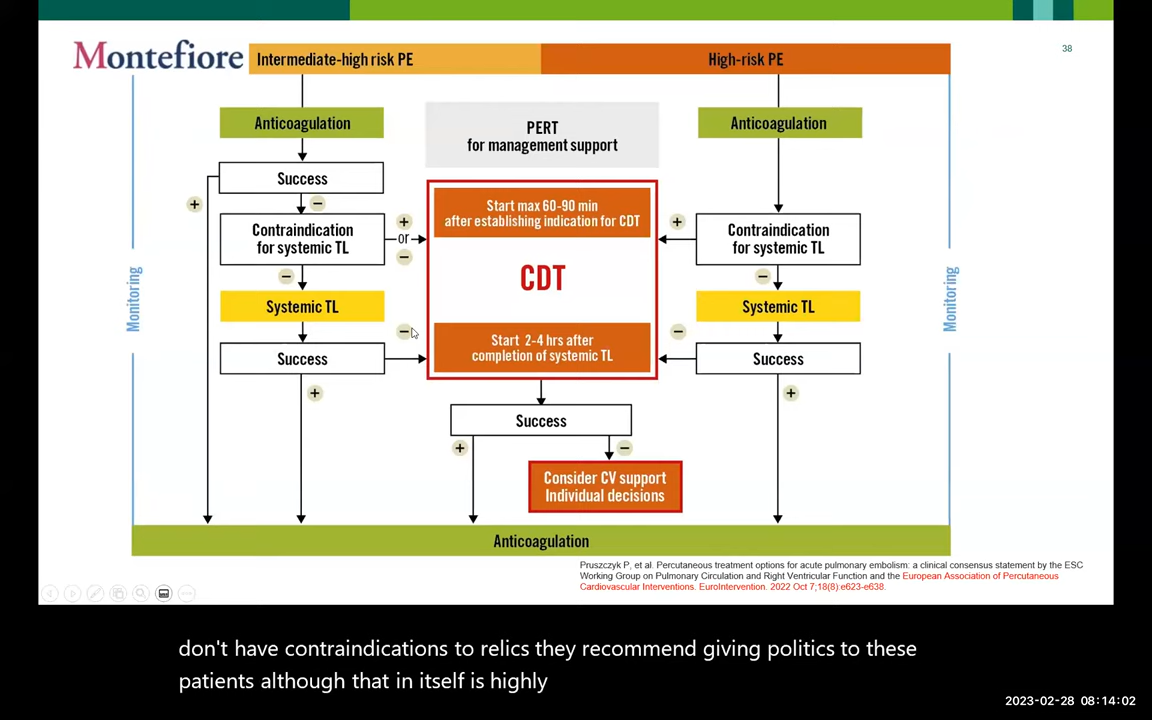 Montefiore
38
Intermediate-high risk PE
High-risk PE
Anticoagulation
PERT
for management support
Anticoagulation
Success
+
−
Start max 60-90 min
after establishing indication for CDT
Contraindication
for systemic TL
+
or
−
+
Contraindication
for systemic TL
CDT
Monitoring
Monitoring
−
−
Systemic TL
Systemic TL
−
−
Start 2-4 hrs after
completion of systemic TL
Success
Success
+
+
Success
+
−
Consider CV support
Individual decisions
Anticoagulation
Pruszczyk P, et al. Percutaneous treatment options for acute pulmonary embolism: a clinical consensus statement by the ESC
Working Group on Pulmonary Circulation and Right Ventricular Function and the European Association of Percutaneous
Cardiovascular Interventions. EuroIntervention. 2022 Oct 7;18(8):e623-e638.
don't have contraindications to relics they recommend giving politics to these
patients although that in itself is highly
2023-02-28 08:14:02